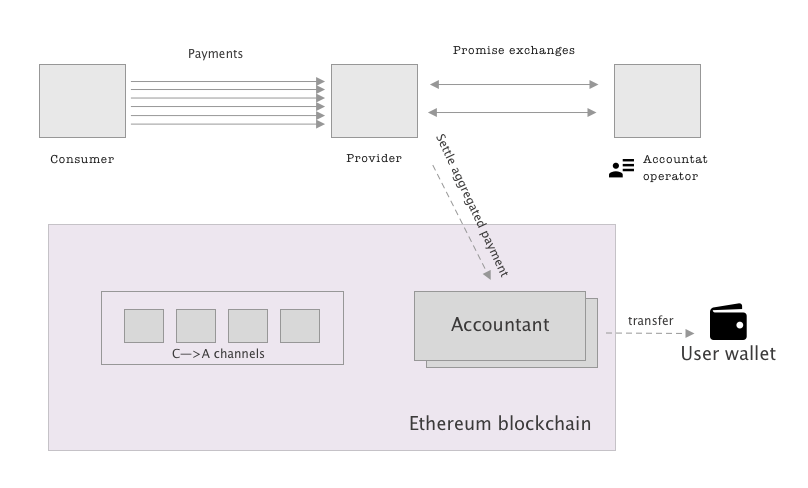 Payments
Promise exchanges
Consumer
Provider
Accountat
operator
Settle aggregated payment
Accountant
C—>A channels
transfer
User wallet
Ethereum blockchain